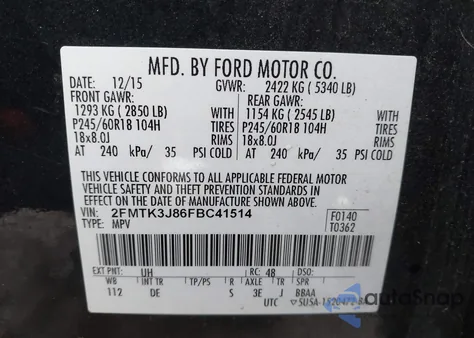 MFD. BY FORD MOTOR CO.
DATE: 12/15 GVWR: 2422 KG ( 5340 LB)
FRONT GAWR: REAR GAWR:
1293 KG ( 2850 LB) 1154 KG ( 2545 LB)
P245/60R18 104H TIRES P245/60R18 104H TIRES
18x8.0J RIMS 18x8.0J RIMS
AT 240 kPa/ 35 PSI COLD AT 240 kPa/ 35 PSI COLD
THIS VEHICLE CONFORMS TO ALL APPLICABLE FEDERAL MOTOR
VEHICLE SAFETY AND THEFT PREVENTION STANDARDS IN
EFFECT ON THE DATE OF MANUFACTURE SHOWN ABOVE.
VIN: 2FMTK3J86FBC41514 F0140
TYPE: MPV T0362
EXT PNT: UH RC: 48 DSO:
WB INT TR TP/PS R AXLE TR SPR
112 DE S 3E J BBAA
UTC
autoSnap